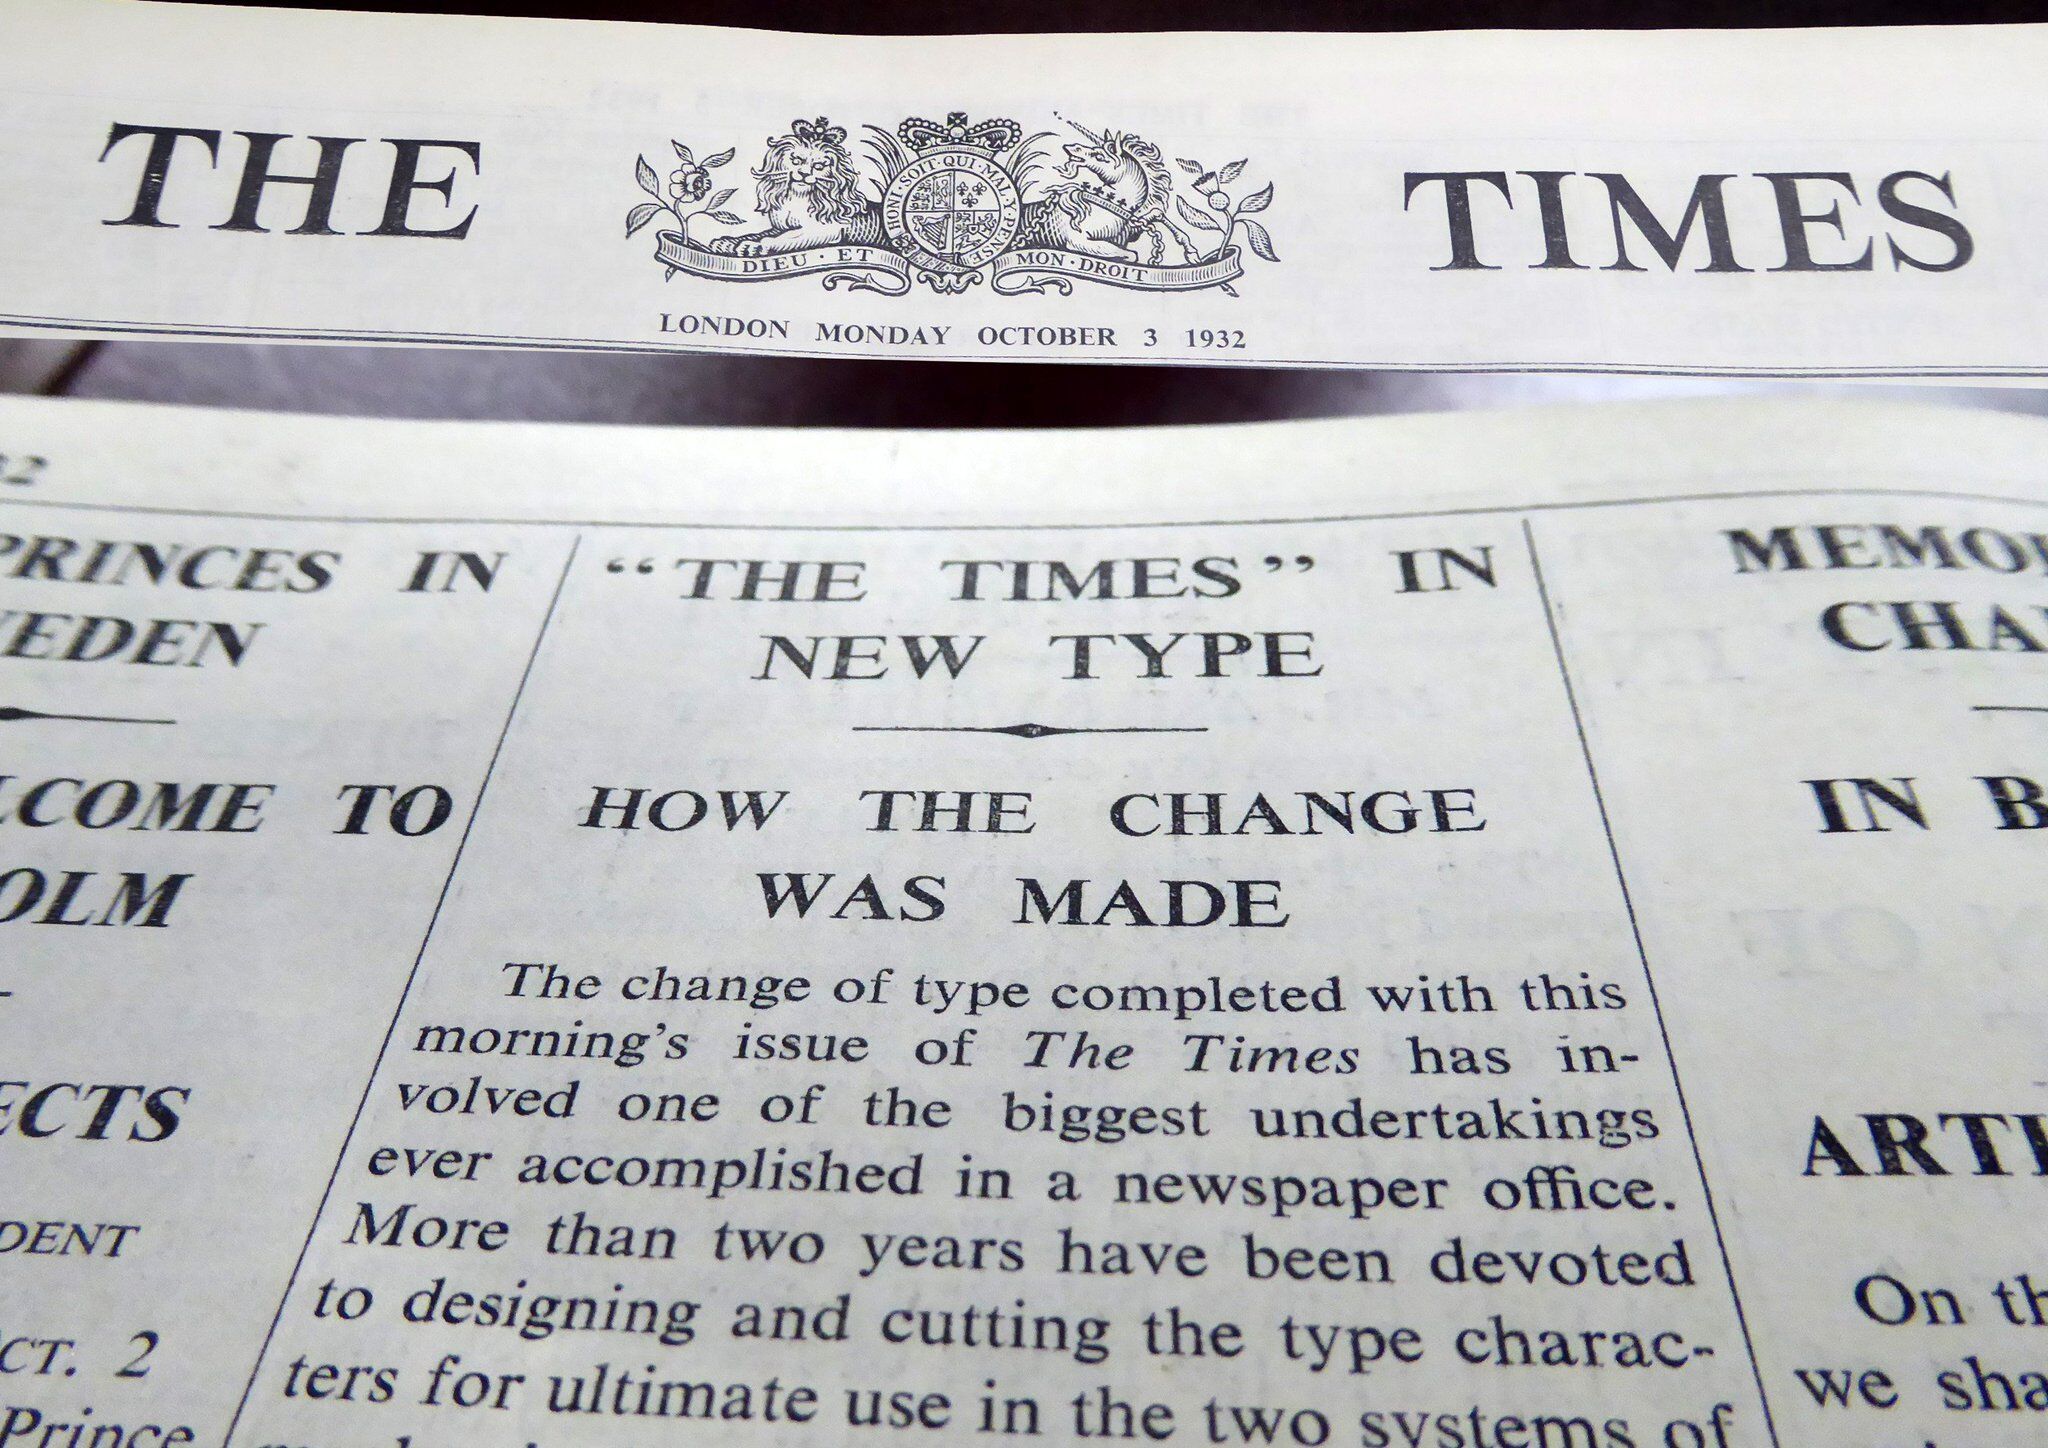 THE TIMES
HONI·SOIT·QUI·MAL·Y·PENSE
DIEU · ET MON · DROIT
LONDON MONDAY OCTOBER 3 1932
PRINCES IN
EDEN
COME TO
OLM
ECTS
DENT
CT. 2
Prince
"THE TIMES" IN
NEW TYPE
HOW THE CHANGE
WAS MADE
The change of type completed with this
morning's issue of The Times has in-
volved one of the biggest undertakings
ever accomplished in a newspaper office.
More than two years have been devoted
to designing and cutting the type charac-
ters for ultimate use in the two systems of
MEMO
CHA
IN B
ARTI
On th
we sha